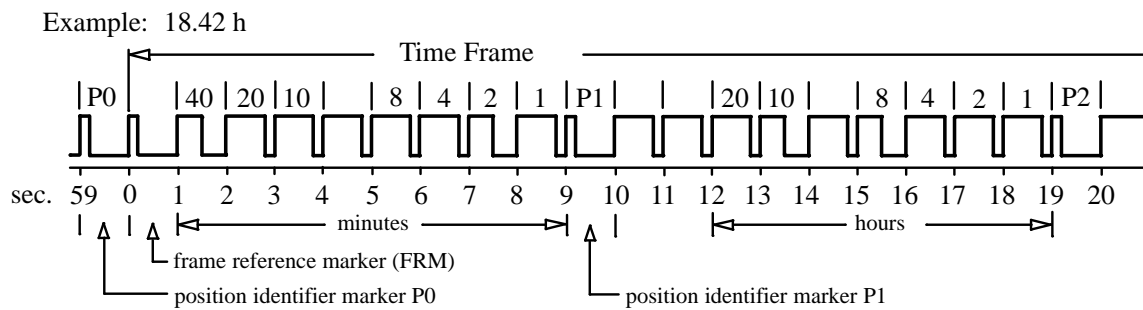 Example: 18.42 h
Time Frame
P0 40 20 10 8 4 2 1 P1 20 10 8 4 2 1 P2
sec. 59 0 1 2 3 4 5 6 7 8 9 10 11 12 13 14 15 16 17 18 19 20
minutes hours
frame reference marker (FRM)
position identifier marker P0 position identifier marker P1